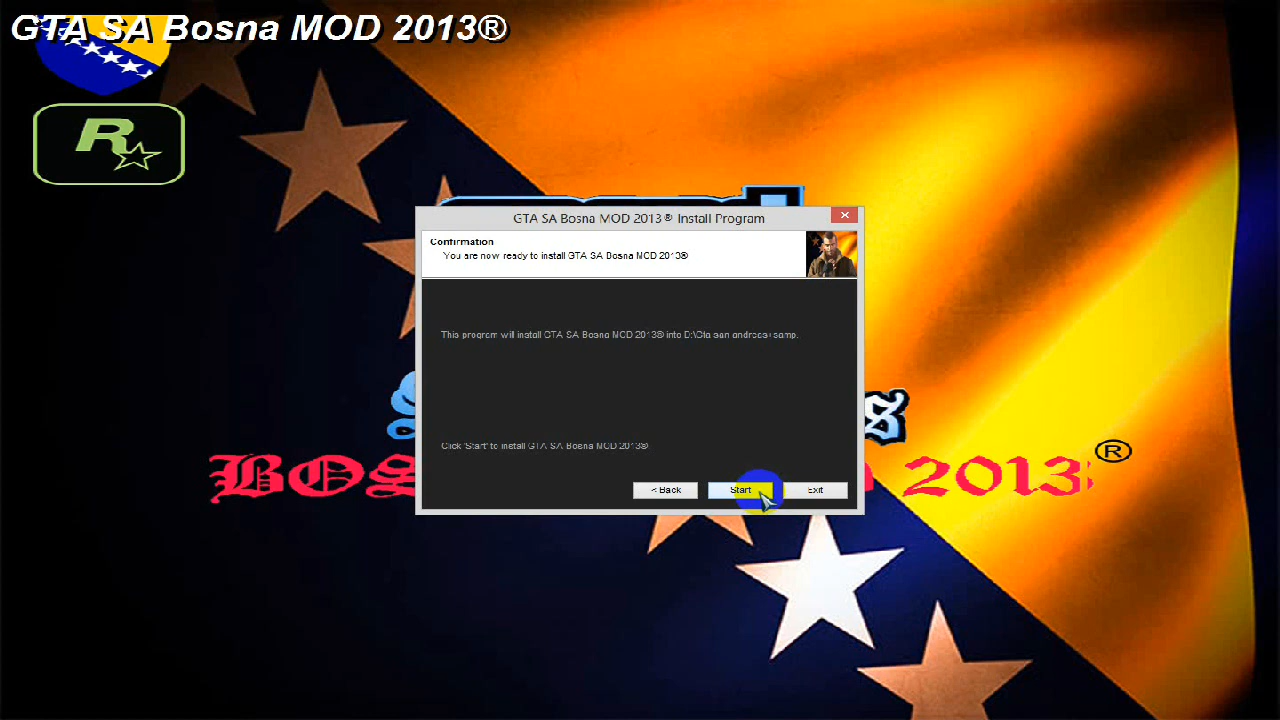 GTA SA Bosna MOD 2013®
R
GTA SA Bosna MOD 2013® Install Program
Confirmation
You are now ready to install GTA SA Bosna MOD 2013®
This program will install GTA SA Bosna MOD 2013® into D:\Gta san andreas+samp.
Click 'Start' to install GTA SA Bosna MOD 2013®.
2013 ®
< Back
Start
Exit